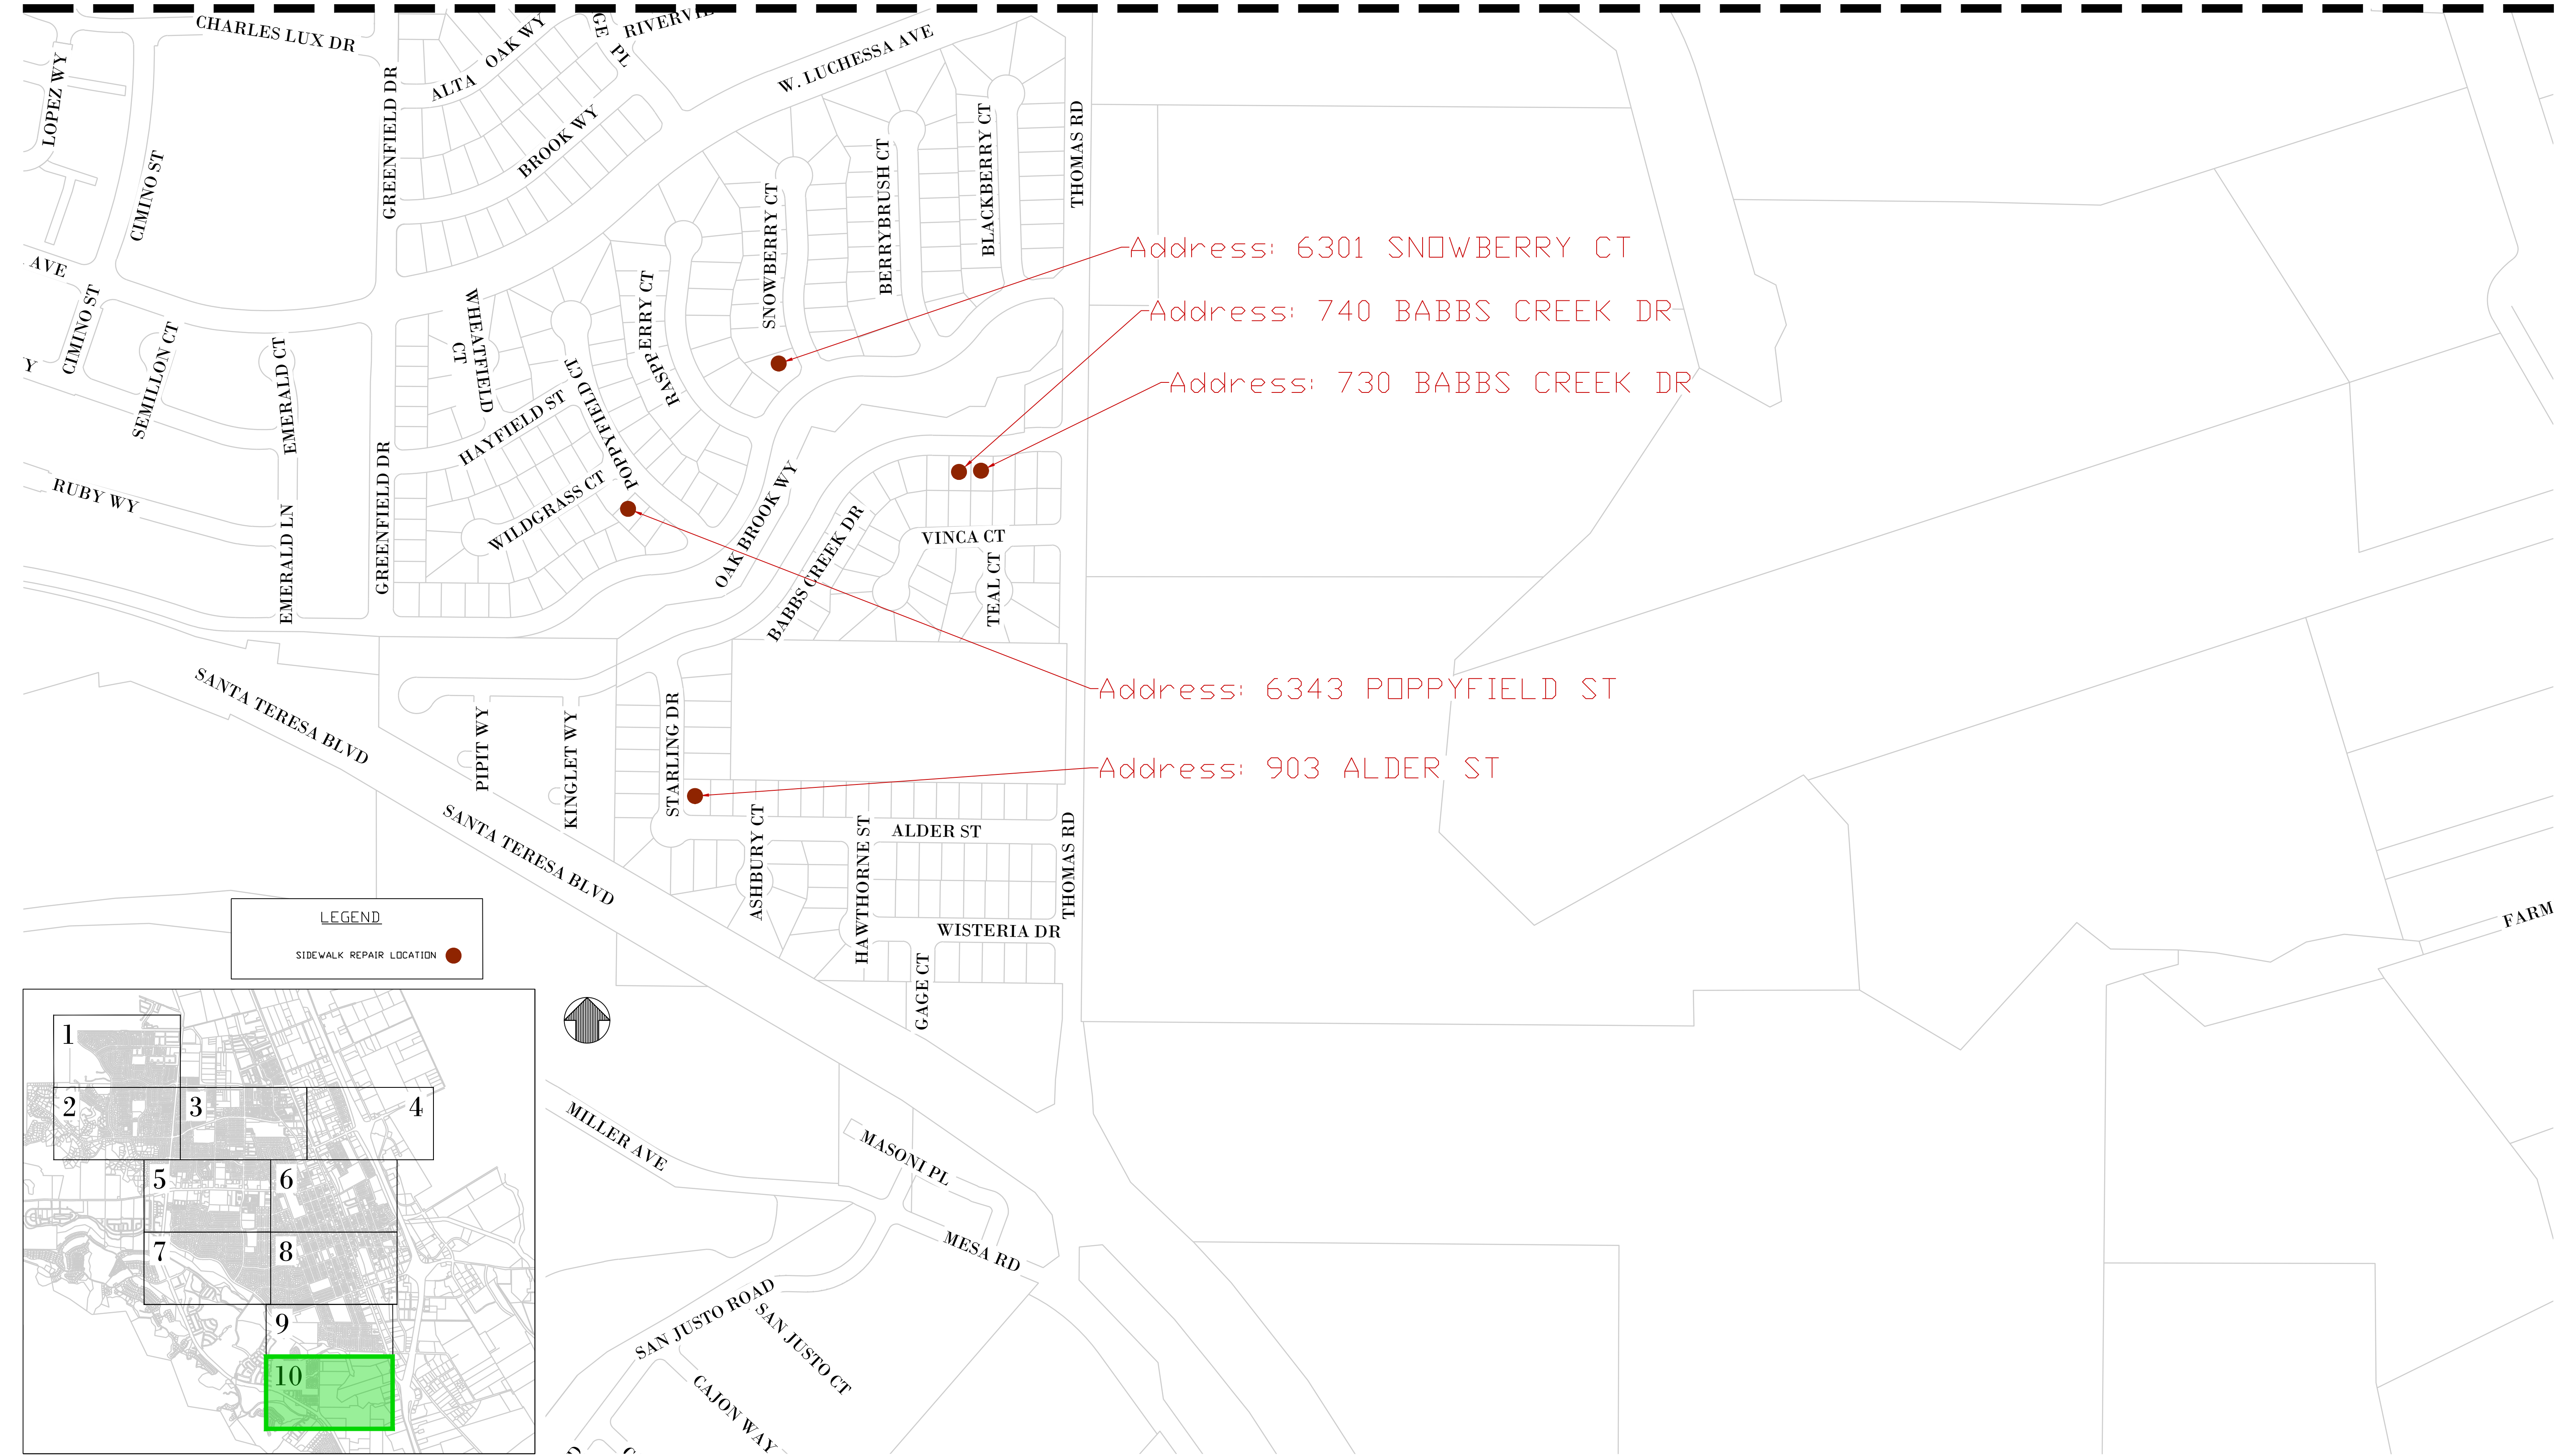 CHARLES LUX DR
LOPEZ WY
CIMINO ST
GREENFIELD DR
ALTA OAK WY
GE PL
BROOK WY
W. LUCHESSA AVE
SNOWBERRY CT
BERRYBRUSH CT
BLACKBERRY CT
THOMAS RD
Address: 6301 SNOWBERRY CT
Address: 740 BABBS CREEK DR
Address: 730 BABBS CREEK DR
AVE
Y
CIMINO ST
SEMILLON CT
EMERALD CT
WHEATFIELD
CT
HAYFIELD ST
POPPYFIELD CT
RASPPERRY CT
RUBY WY
EMERALD LN
GREENFIELD DR
WILDGRASS CT
OAK BROOK WY
BABBS CREEK DR
VINCA CT
TEAL CT
Address: 6343 POPPYFIELD ST
Address: 903 ALDER ST
SANTA TERESA BLVD
PIPIT WY
KINGLET WY
STARLING DR
SANTA TERESA BLVD
ASHBURY CT
HAWTHORNE ST
ALDER ST
THOMAS RD
WISTERIA DR
GAGE CT
FARM
LEGEND
SIDEWALK REPAIR LOCATION
1
2
3
4
5
6
7
8
9
10
MILLER AVE
MASONI PL
MESA RD
SAN JUSTO ROAD
SAN JUSTO CT
CAJON WAY